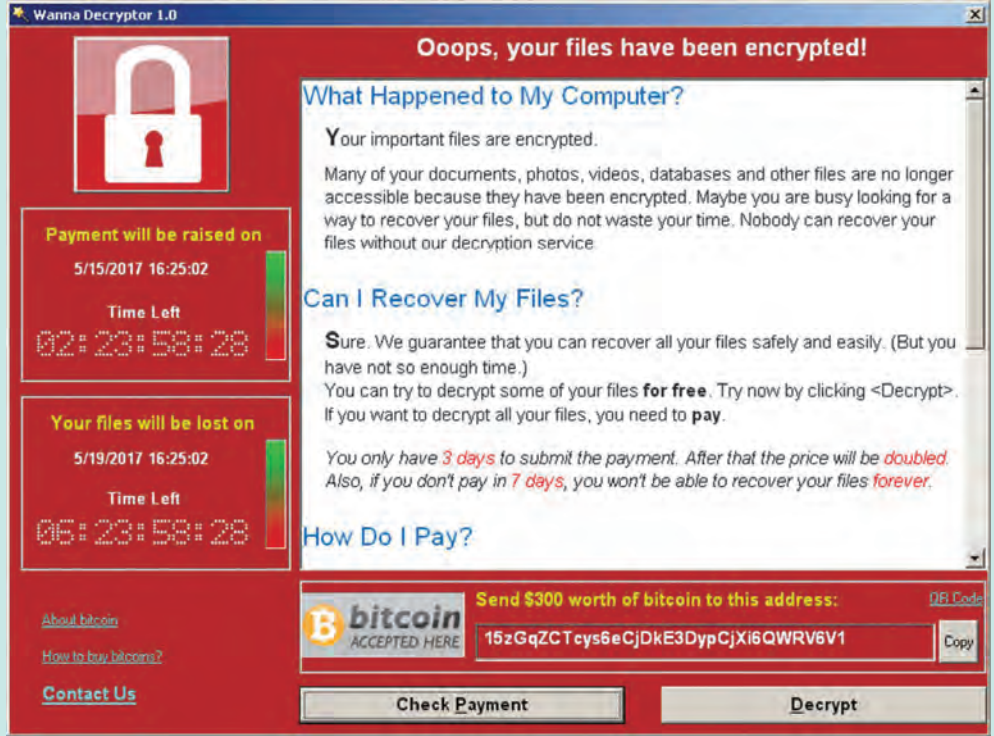 Wanna Decryptor 1.0
Ooops, your files have been encrypted!
What Happened to My Computer?
Your important files are encrypted.
Many of your documents, photos, videos, databases and other files are no longer
accessible because they have been encrypted. Maybe you are busy looking for a
way to recover your files, but do not waste your time. Nobody can recover your
files without our decryption service
Can I Recover My Files?
Sure. We guarantee that you can recover all your files safely and easily. (But you
have not so enough time.)
You can try to decrypt some of your files for free. Try now by clicking <Decrypt>.
If you want to decrypt all your files, you need to pay.
You only have 3 days to submit the payment. After that the price will be doubled.
Also, if you don't pay in 7 days, you won't be able to recover your files forever.
How Do I Pay?
Payment will be raised on
5/15/2017 16:25:02
Time Left
02:23:58:28
Your files will be lost on
5/19/2017 16:25:02
Time Left
06:23:58:28
About bitcoin
How to buy bitcoins?
Contact Us
bitcoin
ACCEPTED HERE
Send $300 worth of bitcoin to this address:
QR Code
15zGqZCTcys6eCjDkE3DypCjXi6QWRV6V1
Copy
Check Payment
Decrypt